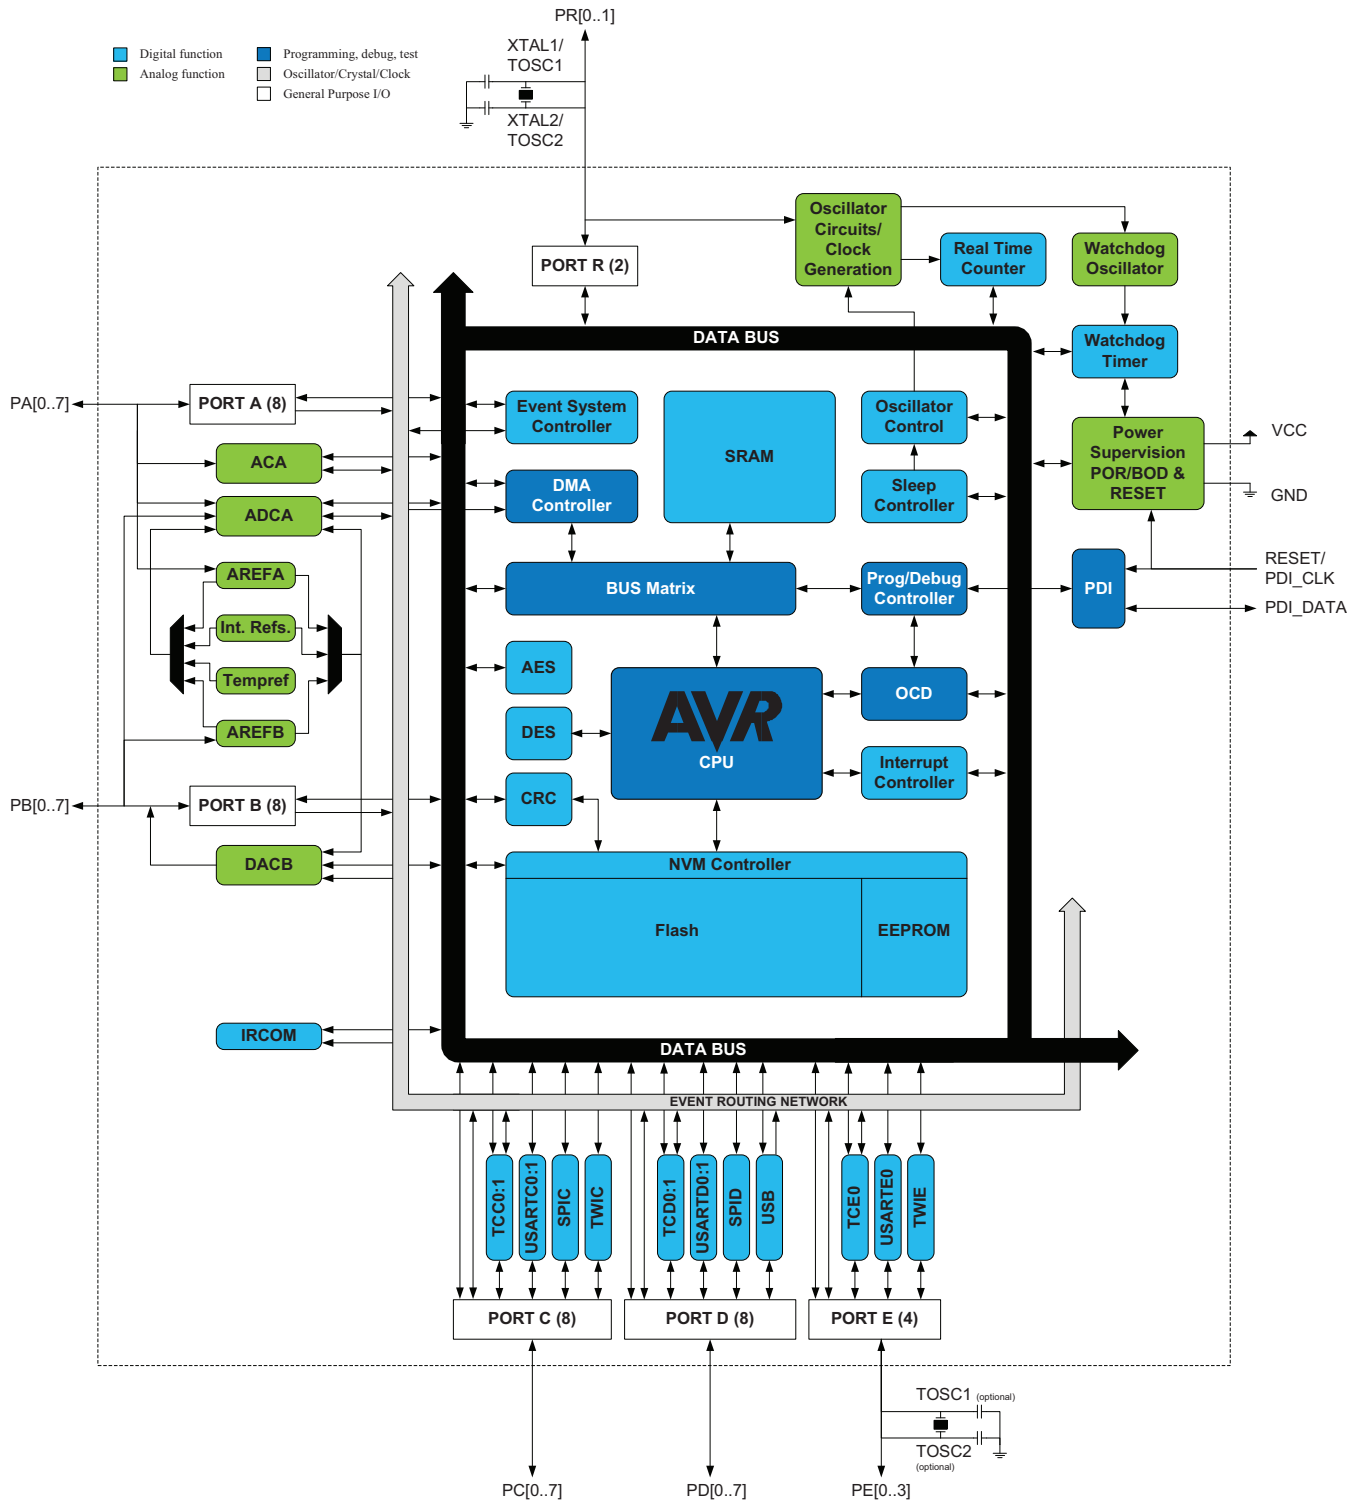 PR[0..1]
Digital function
Analog function
Programming, debug, test
Oscillator/Crystal/Clock
General Purpose I/O
XTAL1/
TOSC1
XTAL2/
TOSC2
Oscillator
Circuits/
Clock
Generation
Real Time
Counter
Watchdog
Oscillator
PORT R (2)
DATA BUS
Watchdog
Timer
PA[0..7]
PORT A (8)
Event System
Controller
SRAM
Oscillator
Control
Power
Supervision
POR/BOD &
RESET
VCC
GND
ACA
DMA
Controller
Sleep
Controller
ADCA
RESET/
PDI_CLK
PDI_DATA
AREFA
BUS Matrix
Prog/Debug
Controller
PDI
Int. Refs.
AES
AVR
CPU
OCD
Tempref
AREFB
DES
Interrupt
Controller
PB[0..7]
PORT B (8)
CRC
DACB
NVM Controller
Flash
EEPROM
IRCOM
DATA BUS
EVENT ROUTING NETWORK
TCC0:1
USARTC0:1
SPIC
TWIC
TCD0:1
USARTD0:1
SPID
USB
TCE0
USARTE0
TWIE
PORT C (8)
PORT D (8)
PORT E (4)
TOSC1 (optional)
TOSC2
(optional)
PC[0..7]
PD[0..7]
PE[0..3]